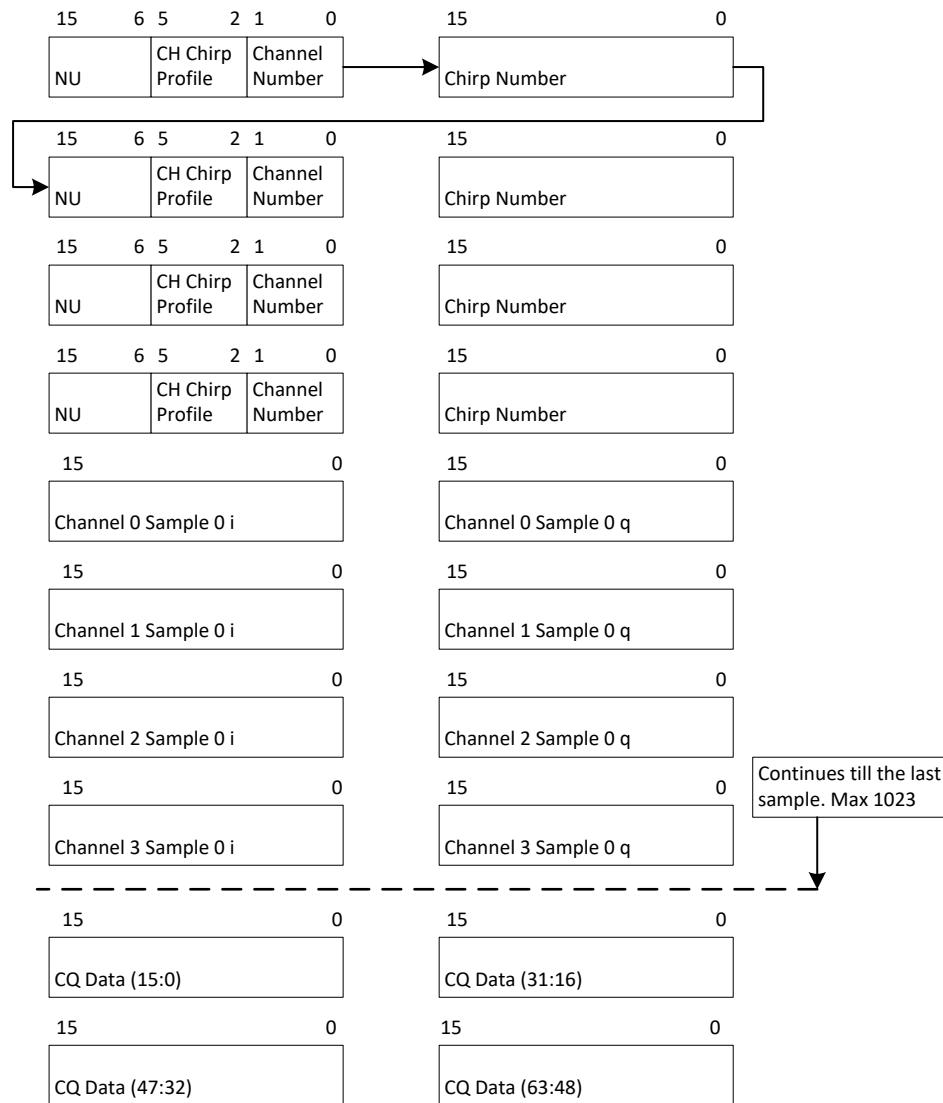 15 6 5 2 1 0 15 0
NU CH Chirp Profile Channel Number Chirp Number
15 6 5 2 1 0 15 0
NU CH Chirp Profile Channel Number Chirp Number
15 6 5 2 1 0 15 0
NU CH Chirp Profile Channel Number Chirp Number
15 6 5 2 1 0 15 0
NU CH Chirp Profile Channel Number Chirp Number
15 0 15 0
Channel 0 Sample 0 i Channel 0 Sample 0 q
15 0 15 0
Channel 1 Sample 0 i Channel 1 Sample 0 q
15 0 15 0
Channel 2 Sample 0 i Channel 2 Sample 0 q
15 0 15 0
Channel 3 Sample 0 i Channel 3 Sample 0 q
Continues till the last
sample. Max 1023
15 0 15 0
CQ Data (15:0) CQ Data (31:16)
15 0 15 0
CQ Data (47:32) CQ Data (63:48)